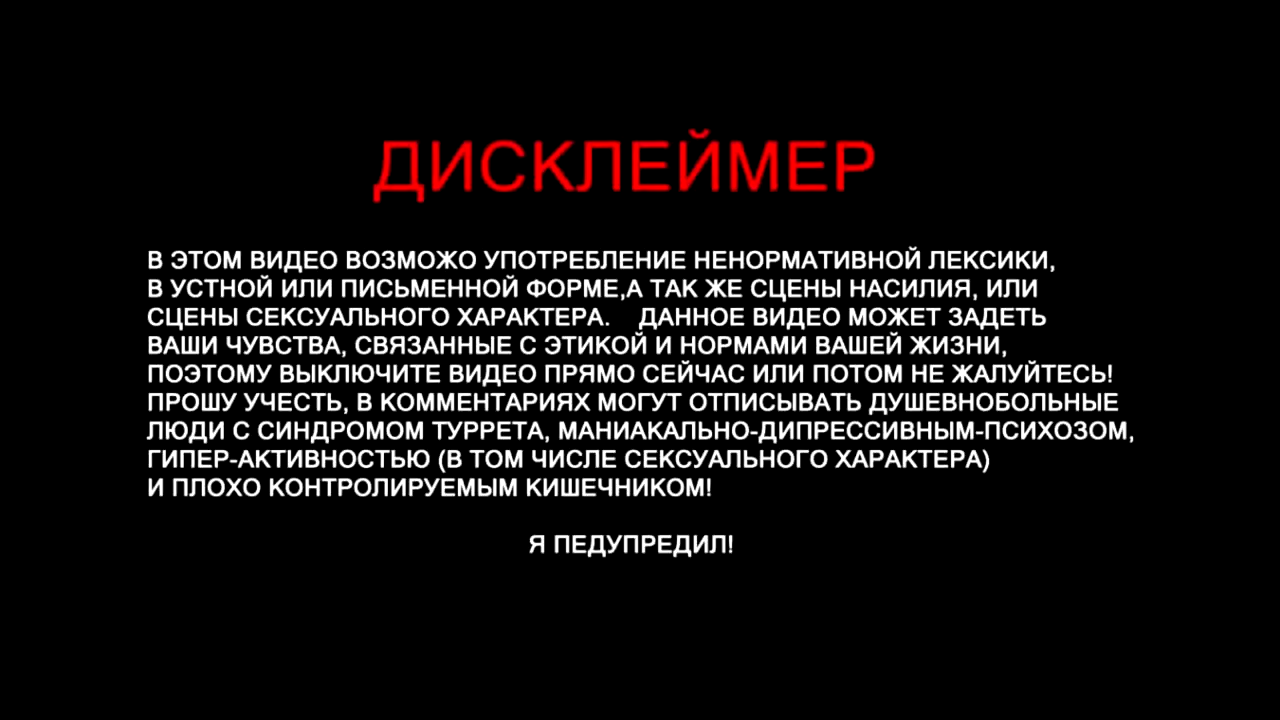 ДИСКЛЕЙМЕР
В ЭТОМ ВИДЕО ВОЗМОЖО УПОТРЕБЛЕНИЕ НЕНОРМАТИВНОЙ ЛЕКСИКИ,
В УСТНОЙ ИЛИ ПИСЬМЕННОЙ ФОРМЕ,А ТАК ЖЕ СЦЕНЫ НАСИЛИЯ, ИЛИ
СЦЕНЫ СЕКСУАЛЬНОГО ХАРАКТЕРА. ДАННОЕ ВИДЕО МОЖЕТ ЗАДЕТЬ
ВАШИ ЧУВСТВА, СВЯЗАННЫЕ С ЭТИКОЙ И НОРМАМИ ВАШЕЙ ЖИЗНИ,
ПОЭТОМУ ВЫКЛЮЧИТЕ ВИДЕО ПРЯМО СЕЙЧАС ИЛИ ПОТОМ НЕ ЖАЛУЙТЕСЬ!
ПРОШУ УЧЕСТЬ, В КОММЕНТАРИЯХ МОГУТ ОТПИСЫВАТЬ ДУШЕВНОБОЛЬНЫЕ
ЛЮДИ С СИНДРОМОМ ТУРРЕТА, МАНИАКАЛЬНО-ДИПРЕССИВНЫМ-ПСИХОЗОМ,
ГИПЕР-АКТИВНОСТЬЮ (В ТОМ ЧИСЛЕ СЕКСУАЛЬНОГО ХАРАКТЕРА)
И ПЛОХО КОНТРОЛИРУЕМЫМ КИШЕЧНИКОМ!
Я ПЕДУПРЕДИЛ!